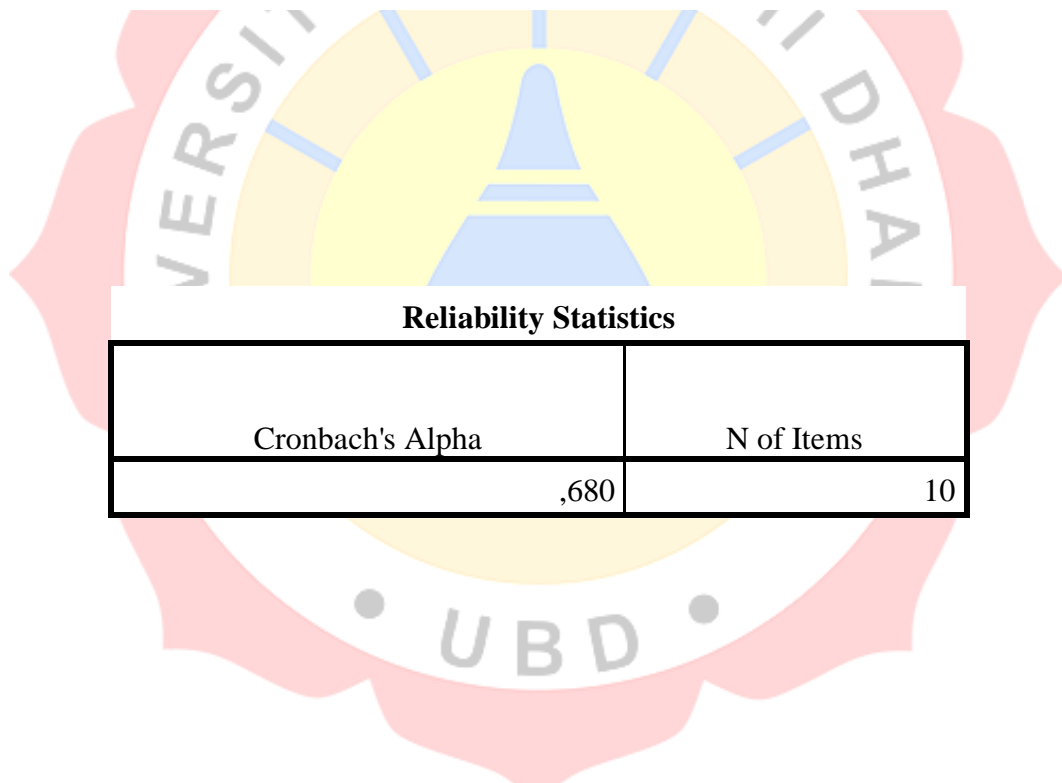 Reliability Statistics
Cronbach's Alpha N of Items
,680 10
• UBD •